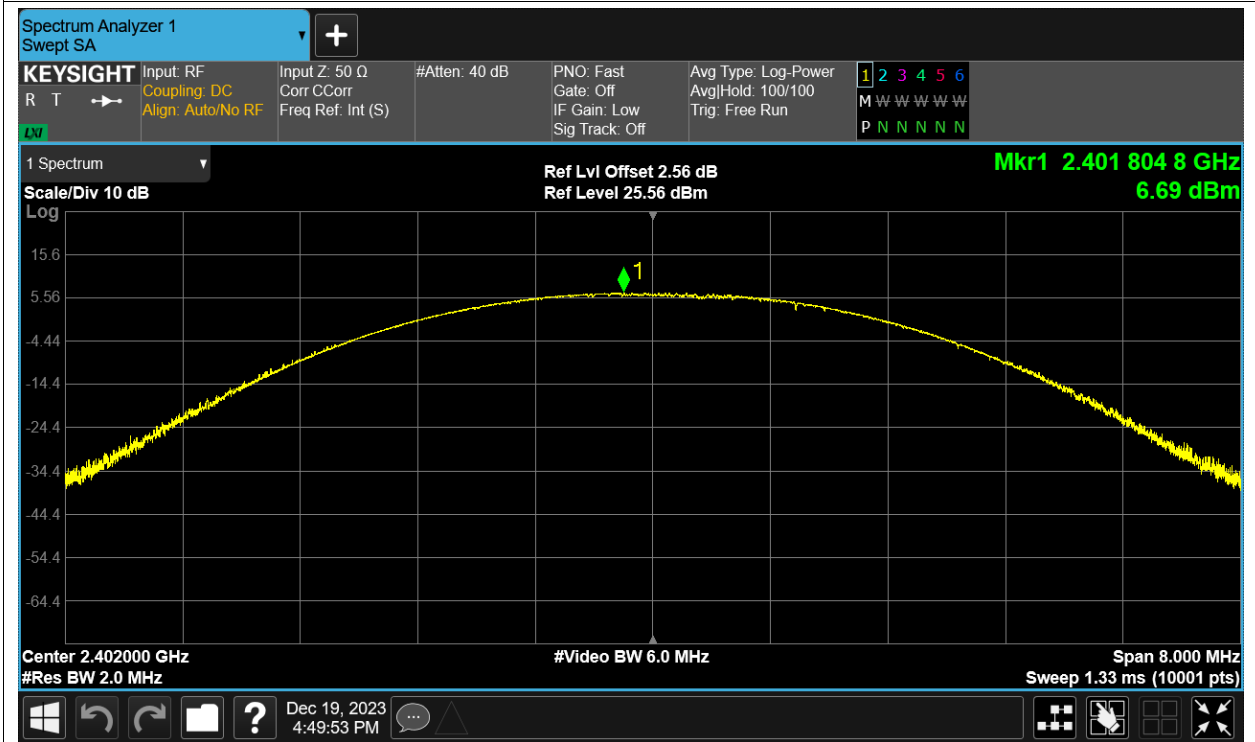 Spectrum Analyzer 1
Swept SA
+
KEYSIGHT
R T
LXI
Input: RF
Coupling: DC
Align: Auto/No RF
Input Z: 50 Ω
Corr CCorr
Freq Ref: Int (S)
#Atten: 40 dB
PNO: Fast
Gate: Off
IF Gain: Low
Sig Track: Off
Avg Type: Log-Power
Avg|Hold: 100/100
Trig: Free Run
1 2 3 4 5 6
M W W W W W
P N N N N N
1 Spectrum
Scale/Div 10 dB
Log
Ref Lvl Offset 2.56 dB
Ref Level 25.56 dBm
Mkr1 2.401 804 8 GHz
6.69 dBm
1
15.6
5.56
-4.44
-14.4
-24.4
-34.4
-44.4
-54.4
-64.4
Center 2.402000 GHz
#Res BW 2.0 MHz
#Video BW 6.0 MHz
Span 8.000 MHz
Sweep 1.33 ms (10001 pts)
?
Dec 19, 2023
4:49:53 PM